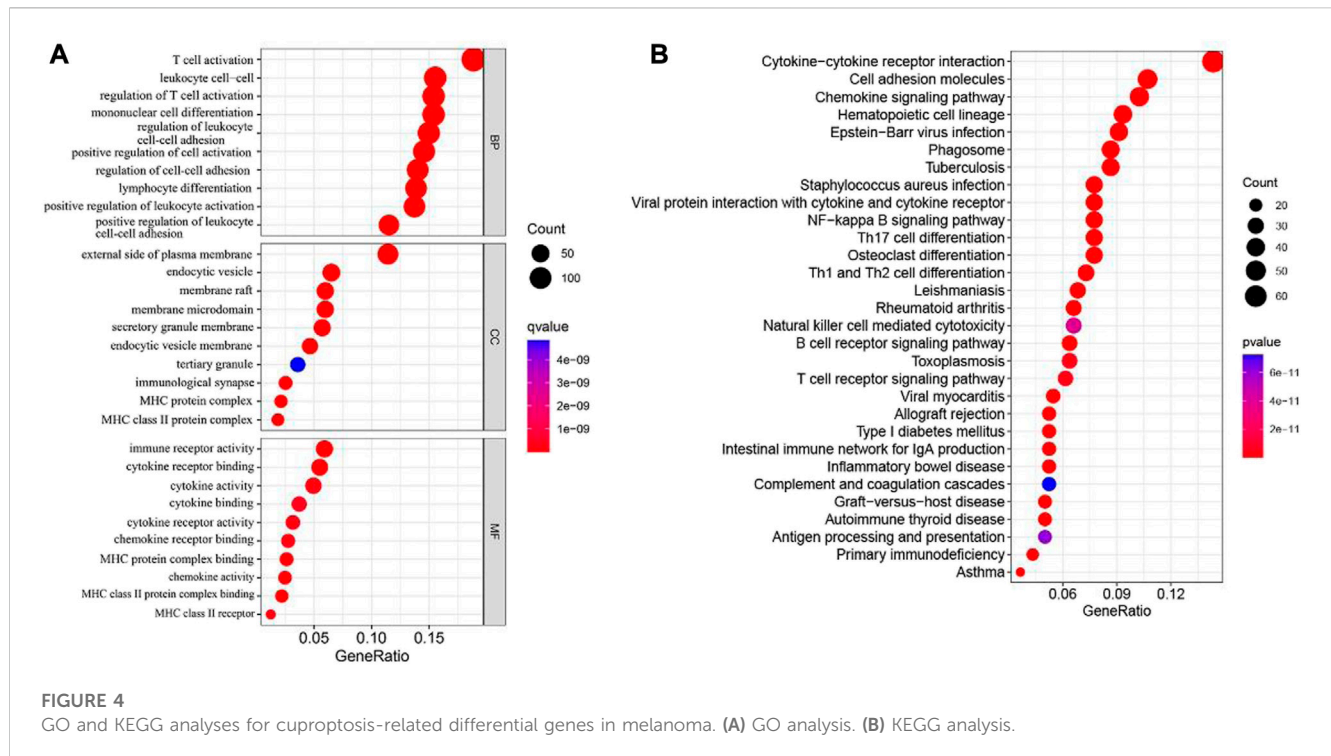 A
T cell activation
leukocyte cell-cell
regulation of T cell activation
mononuclear cell differentiation
regulation of leukocyte
cell-cell adhesion
positive regulation of cell activation
regulation of cell-cell adhesion
lymphocyte differentiation
positive regulation of leukocyte activation
positive regulation of leukocyte
cell-cell adhesion
BP
external side of plasma membrane
endocytic vesicle
membrane raft
membrane microdomain
secretory granule membrane
endocytic vesicle membrane
tertiary granule
immunological synapse
MHC protein complex
MHC class II protein complex
CC
immune receptor activity
cytokine receptor binding
cytokine activity
cytokine binding
cytokine receptor activity
chemokine receptor binding
MHC protein complex binding
chemokine activity
MHC class II protein complex binding
MHC class II receptor
MF
0.05 0.10 0.15
GeneRatio
Count
50
100
qvalue
4e-09
3e-09
2e-09
1e-09
B
Cytokine-cytokine receptor interaction
Cell adhesion molecules
Chemokine signaling pathway
Hematopoietic cell lineage
Epstein-Barr virus infection
Phagosome
Tuberculosis
Staphylococcus aureus infection
Viral protein interaction with cytokine and cytokine receptor
NF-kappa B signaling pathway
Th17 cell differentiation
Osteoclast differentiation
Th1 and Th2 cell differentiation
Leishmaniasis
Rheumatoid arthritis
Natural killer cell mediated cytotoxicity
B cell receptor signaling pathway
Toxoplasmosis
T cell receptor signaling pathway
Viral myocarditis
Allograft rejection
Type I diabetes mellitus
Intestinal immune network for IgA production
Inflammatory bowel disease
Complement and coagulation cascades
Graft-versus-host disease
Autoimmune thyroid disease
Antigen processing and presentation
Primary immunodeficiency
Asthma
0.06 0.09 0.12
GeneRatio
Count
20
30
40
50
60
pvalue
6e-11
4e-11
2e-11
FIGURE 4
GO and KEGG analyses for cuproptosis-related differential genes in melanoma. (A) GO analysis. (B) KEGG analysis.